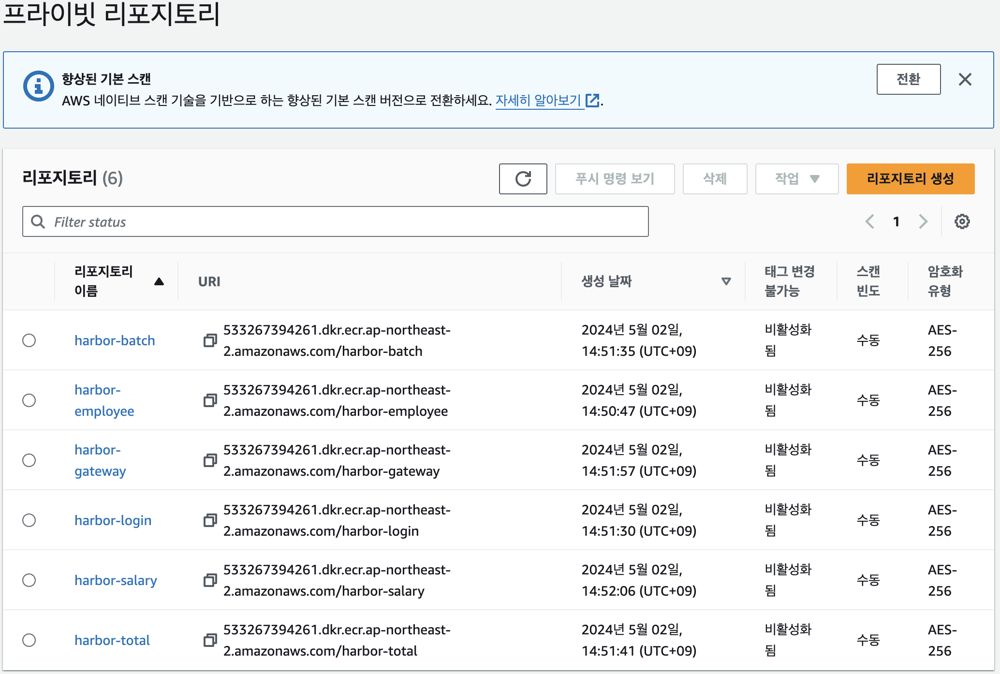 프라이빗 리포지토리
향상된 기본 스캔
AWS 네이티브 스캔 기술을 기반으로 하는 향상된 기본 스캔 버전으로 전환하세요. 자세히 알아보기.
전환
리포지토리 (6)
푸시 명령 보기
삭제
작업
리포지토리 생성
Filter status
1
리포지토리
이름
URI
생성 날짜
태그 변경
불가능
스캔
빈도
암호화
유형
harbor-batch
533267394261.dkr.ecr.ap-northeast-
2.amazonaws.com/harbor-batch
2024년 5월 02일,
14:51:35 (UTC+09)
비활성화
됨
수동
AES-
256
harbor-
employee
533267394261.dkr.ecr.ap-northeast-
2.amazonaws.com/harbor-employee
2024년 5월 02일,
14:50:47 (UTC+09)
비활성화
됨
수동
AES-
256
harbor-
gateway
533267394261.dkr.ecr.ap-northeast-
2.amazonaws.com/harbor-gateway
2024년 5월 02일,
14:51:57 (UTC+09)
비활성화
됨
수동
AES-
256
harbor-login
533267394261.dkr.ecr.ap-northeast-
2.amazonaws.com/harbor-login
2024년 5월 02일,
14:51:30 (UTC+09)
비활성화
됨
수동
AES-
256
harbor-salary
533267394261.dkr.ecr.ap-northeast-
2.amazonaws.com/harbor-salary
2024년 5월 02일,
14:52:06 (UTC+09)
비활성화
됨
수동
AES-
256
harbor-total
533267394261.dkr.ecr.ap-northeast-
2.amazonaws.com/harbor-total
2024년 5월 02일,
14:51:41 (UTC+09)
비활성화
됨
수동
AES-
256